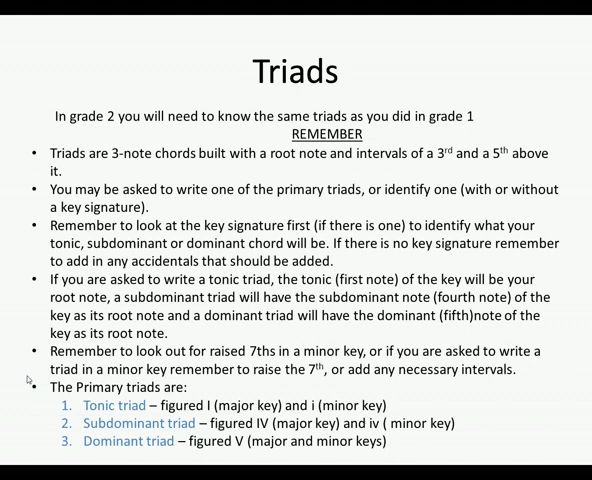 Triads
In grade 2 you will need to know the same triads as you did in grade 1
REMEMBER
• Triads are 3-note chords built with a root note and intervals of a 3rd and a 5th above
it.
• You may be asked to write one of the primary triads, or identify one (with or without
a key signature).
• Remember to look at the key signature first (if there is one) to identify what your
tonic, subdominant or dominant chord will be. If there is no key signature remember
to add in any accidentals that should be added.
• If you are asked to write a tonic triad, the tonic (first note) of the key will be your
root note, a subdominant triad will have the subdominant note (fourth note) of the
key as its root note and a dominant triad will have the dominant (fifth)note of the
key as its root note.
• Remember to look out for raised 7ths in a minor key, or if you are asked to write a
triad in a minor key remember to raise the 7th, or add any necessary intervals.
• The Primary triads are:
1. Tonic triad – figured I (major key) and i (minor key)
2. Subdominant triad – figured IV (major key) and iv ( minor key)
3. Dominant triad – figured V (major and minor keys)